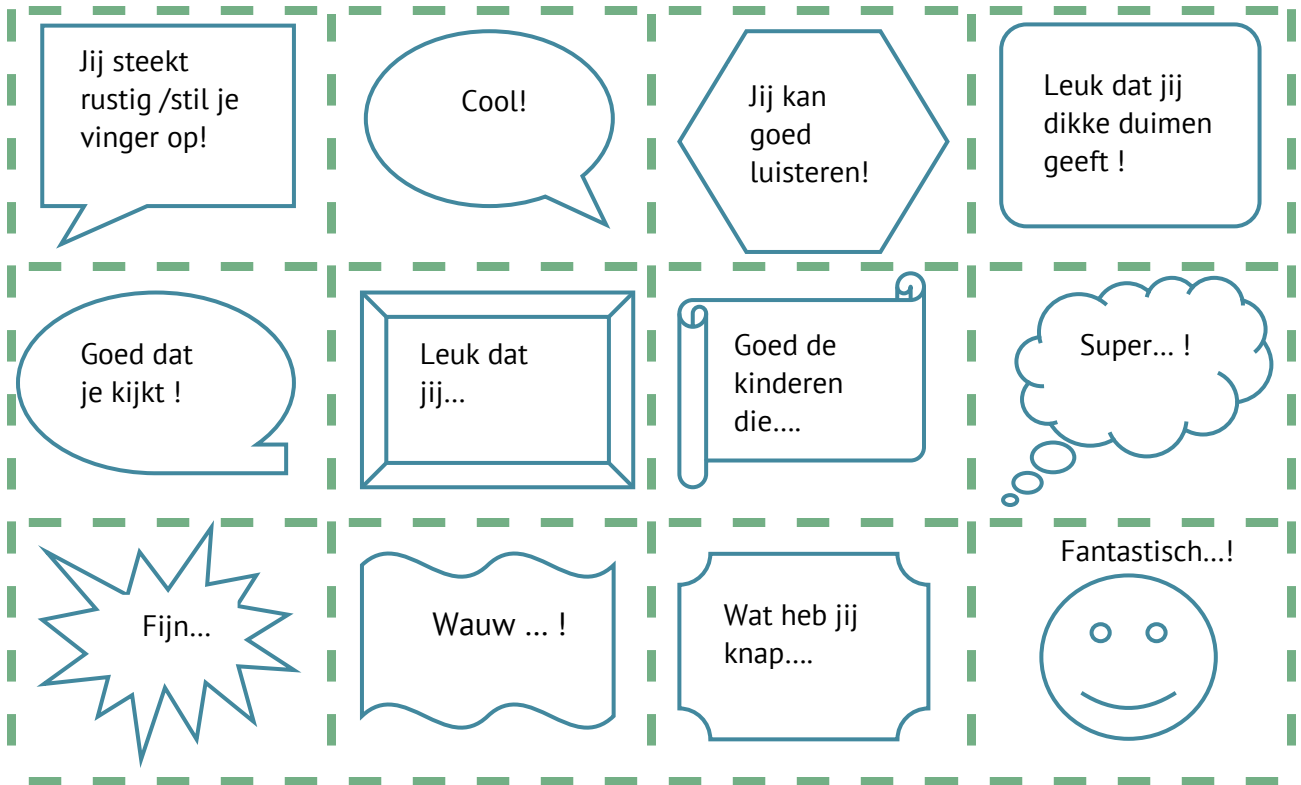 Jij steekt
rustig /stil je
vinger op!
Cool!
Jij kan
goed
luisteren!
Leuk dat jij
dikke duimen
geeft !
Goed dat
je kijkt !
Leuk dat
jij...
Goed de
kinderen
die....
Super... !
Fijn...
Wauw ... !
Wat heb jij
knap....
Fantastisch...!